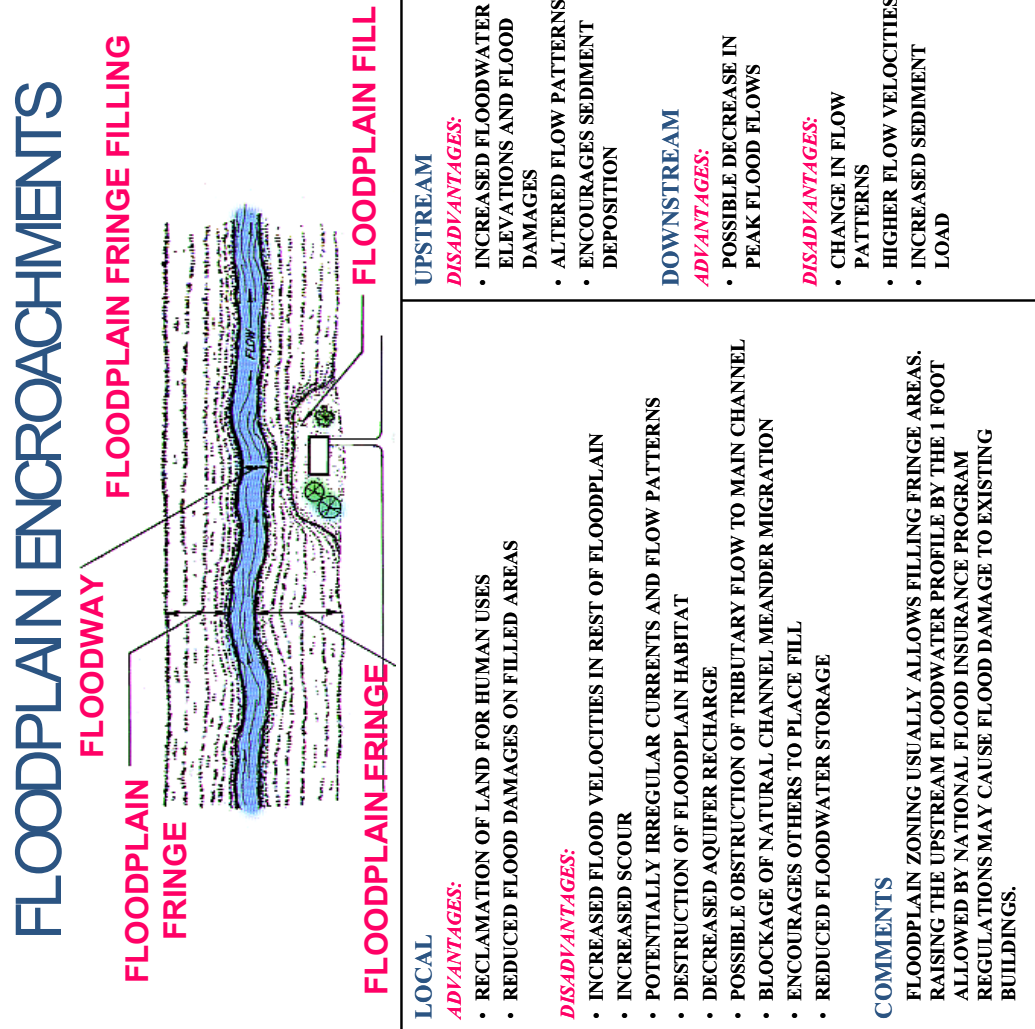 FLOODPLAIN ENCROACHMENTS
FLOODPLAIN FRINGE FILLING
FLOODWAY
FLOODPLAIN
FRINGE
FLOW
FLOODPLAIN FRINGE
FLOODPLAIN FILL
LOCAL
ADVANTAGES:
• RECLAMATION OF LAND FOR HUMAN USES
• REDUCED FLOOD DAMAGES ON FILLED AREAS
DISADVANTAGES:
• INCREASED FLOOD VELOCITIES IN REST OF FLOODPLAIN
• INCREASED SCOUR
• POTENTIALLY IRREGULAR CURRENTS AND FLOW PATTERNS
• DESTRUCTION OF FLOODPLAIN HABITAT
• DECREASED AQUIFER RECHARGE
• POSSIBLE OBSTRUCTION OF TRIBUTARY FLOW TO MAIN CHANNEL
• BLOCKAGE OF NATURAL CHANNEL MEANDER MIGRATION
• ENCOURAGES OTHERS TO PLACE FILL
• REDUCED FLOODWATER STORAGE
COMMENTS
FLOODPLAIN ZONING USUALLY ALLOWS FILLING FRINGE AREAS.
RAISING THE UPSTREAM FLOODWATER PROFILE BY THE 1 FOOT
ALLOWED BY NATIONAL FLOOD INSURANCE PROGRAM
REGULATIONS MAY CAUSE FLOOD DAMAGE TO EXISTING
BUILDINGS.
UPSTREAM
DISADVANTAGES:
• INCREASED FLOODWATER
ELEVATIONS AND FLOOD
DAMAGES
• ALTERED FLOW PATTERNS
• ENCOURAGES SEDIMENT
DEPOSITION
DOWNSTREAM
ADVANTAGES:
• POSSIBLE DECREASE IN
PEAK FLOOD FLOWS
DISADVANTAGES:
• CHANGE IN FLOW
PATTERNS
• HIGHER FLOW VELOCITIES
• INCREASED SEDIMENT
LOAD